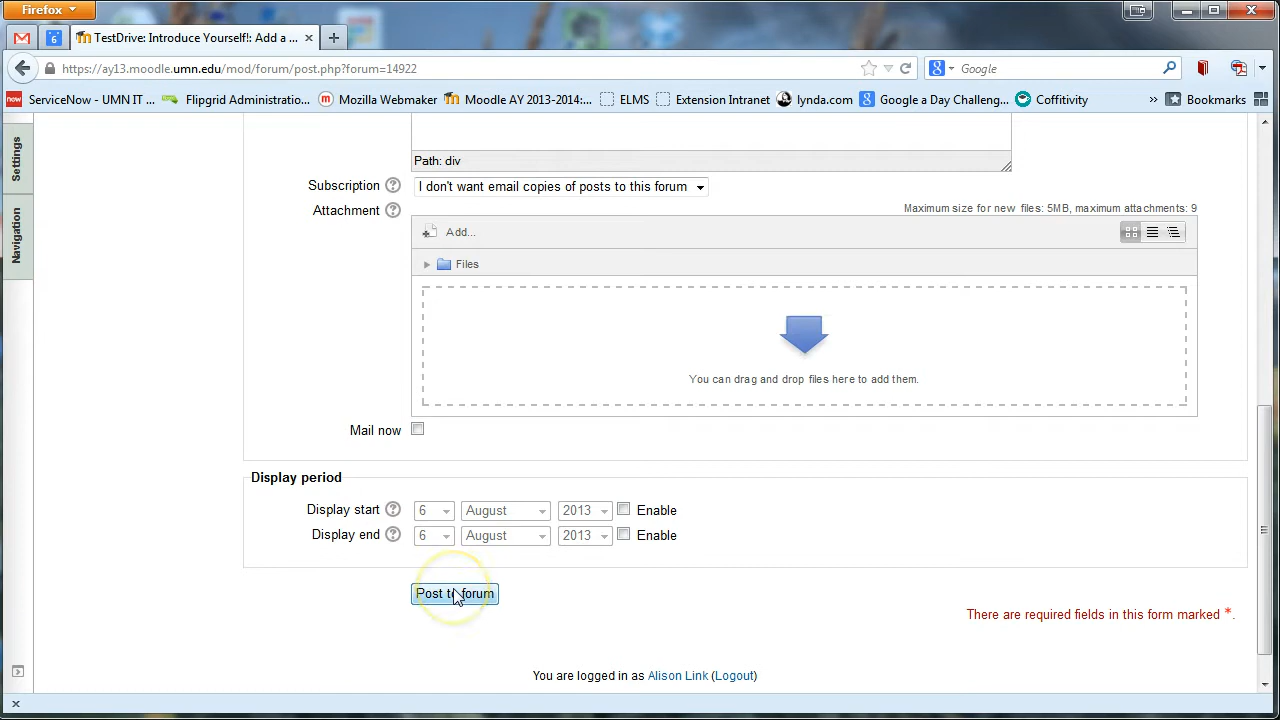 Firefox
6
TestDrive: Introduce Yourself!: Add a ...
https://ay13.moodle.umn.edu/mod/forum/post.php?forum=14922
Google
ServiceNow - UMN IT ...
Flipgrid Administratio...
Mozilla Webmaker
Moodle AY 2013-2014:...
ELMS
Extension Intranet
lynda.com
Google a Day Challeng...
Coffitivity
Bookmarks
Settings
Navigation
Path: div
Subscription
I don't want email copies of posts to this forum
Attachment
Maximum size for new files: 5MB, maximum attachments: 9
Add...
Files
You can drag and drop files here to add them.
Mail now
Display period
Display start 6 August 2013 Enable
Display end 6 August 2013 Enable
Post to forum
There are required fields in this form marked *.
You are logged in as Alison Link (Logout)